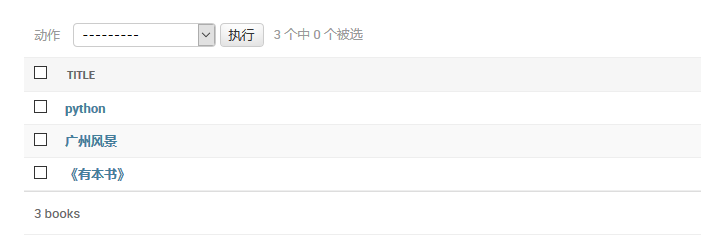 动作 --------- 执行 3 个中 0 个被选
TITLE
python
广州风景
《有本书》
3 books